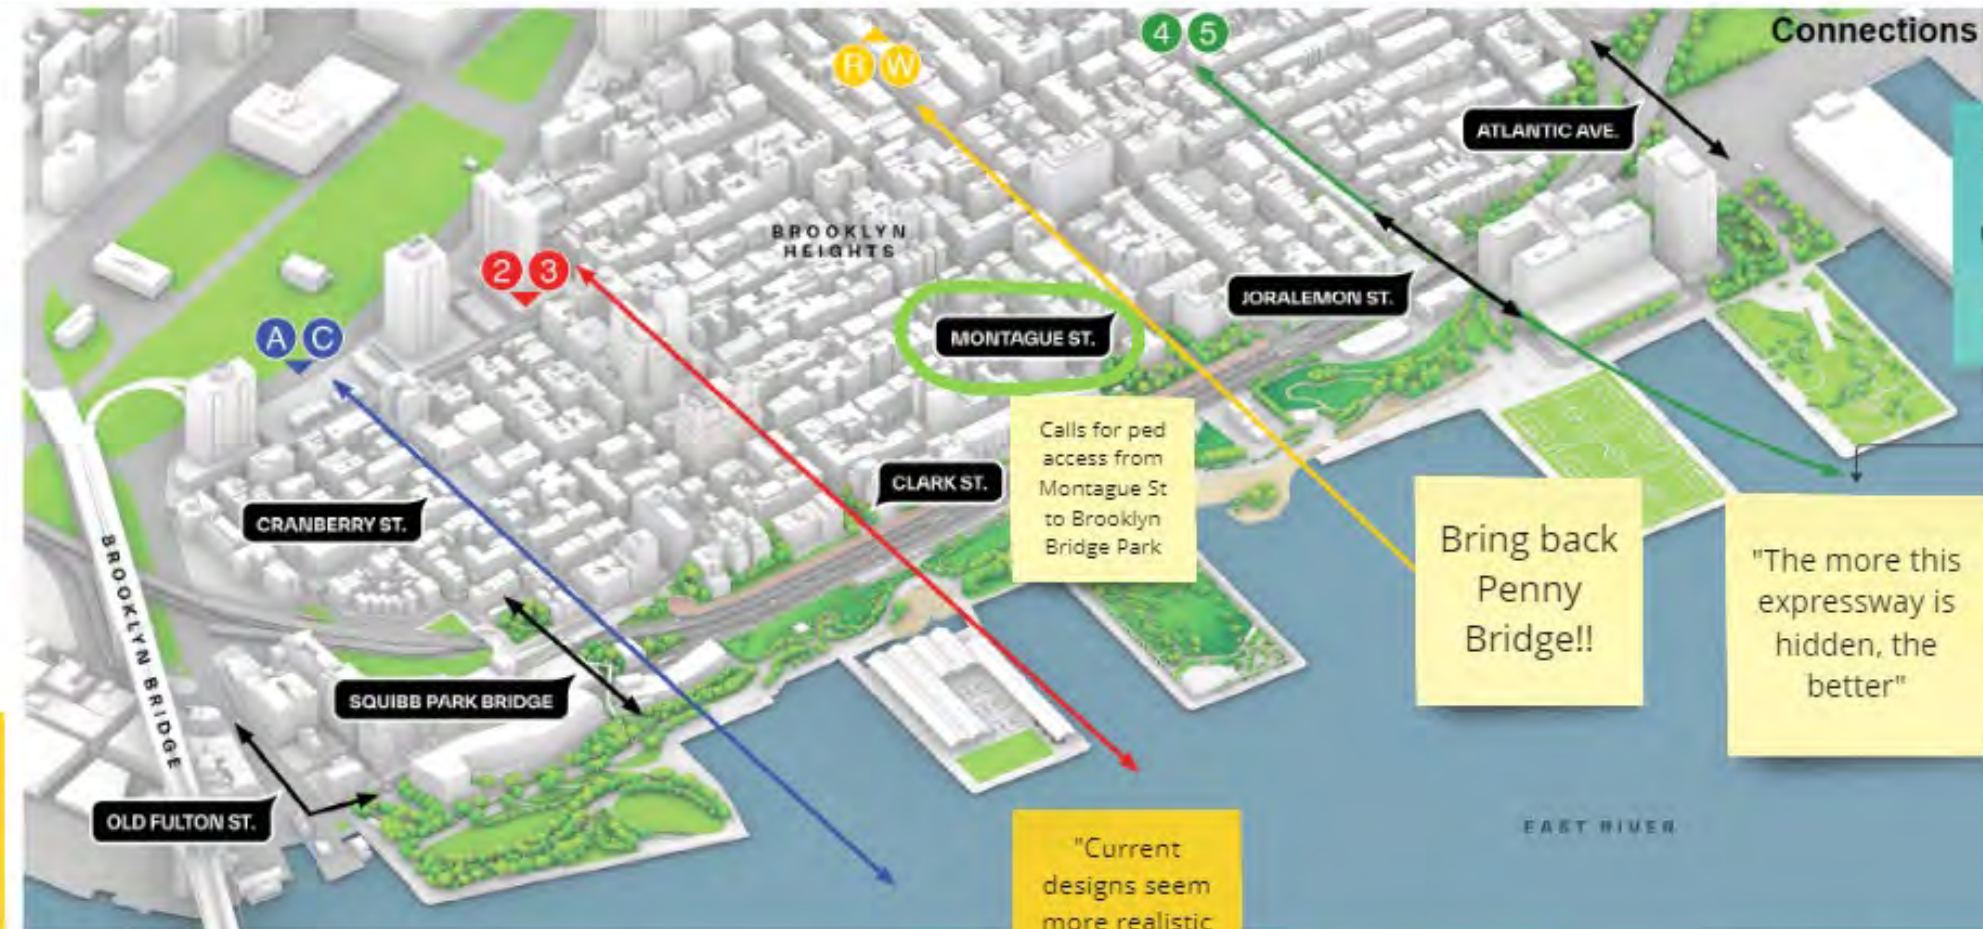 Connections
4 5
R W
ATLANTIC AVE.
BROOKLYN
HEIGHTS
2 3
JORALEMON ST.
A C
MONTAGUE ST.
Calls for ped
access from
Montague St
to Brooklyn
Bridge Park
CLARK ST.
CRANBERRY ST.
Bring back
Penny
Bridge!!
"The more this
expressway is
hidden, the
better"
BROOKLYN BRIDGE
SQUIBB PARK BRIDGE
OLD FULTON ST.
EAST RIVER
"Current
designs seem
more realistic